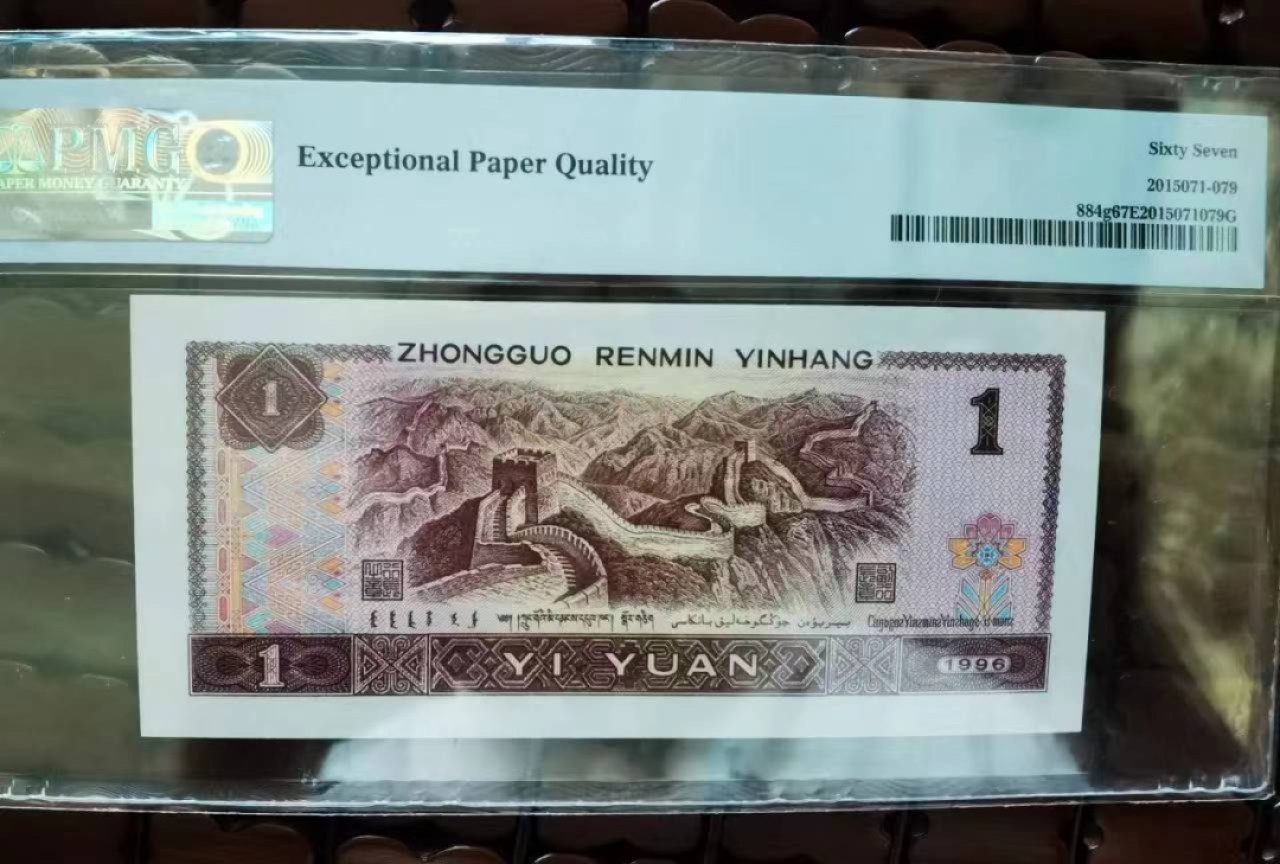 PMG
PAPER MONEY GUARANTY
Exceptional Paper Quality
Sixty Seven
2015071-079
884g67E2015071079G
ZHONGGUO RENMIN YINHANG
1
1
1
YI YUAN
1996